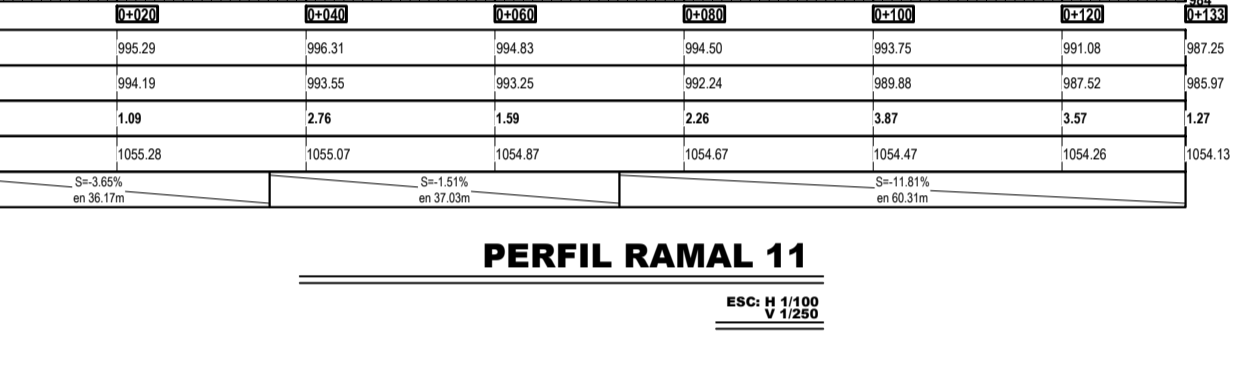 984
0+020 0+040 0+060 0+080 0+100 0+120 0+133
995.29 996.31 994.83 994.50 993.75 991.08 987.25
994.19 993.55 993.25 992.24 989.88 987.52 985.97
1.09 2.76 1.59 2.26 3.87 3.57 1.27
1055.28 1055.07 1054.87 1054.67 1054.47 1054.26 1054.13
S=-3.65% S=-1.51% S=-11.81%
en 36.17m en 37.03m en 60.31m
PERFIL RAMAL 11
ESC: H 1/100
V 1/250